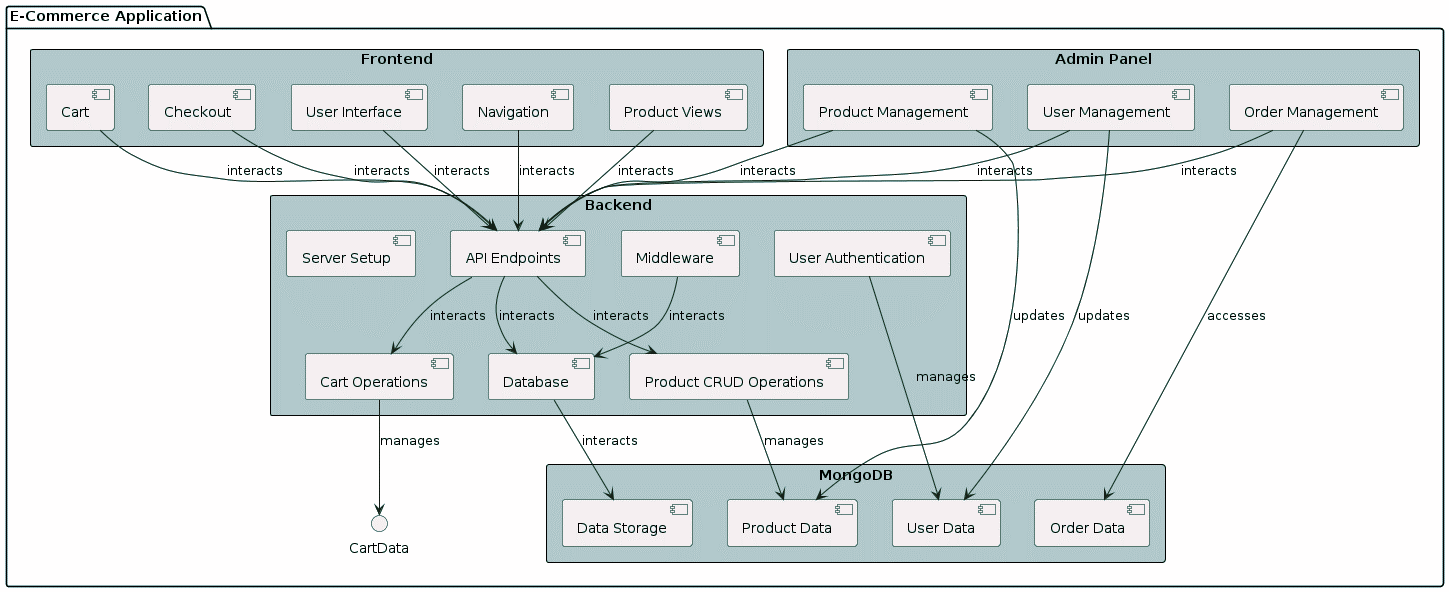 E-Commerce Application
Frontend
Admin Panel
Cart
Checkout
User Interface
Navigation
Product Views
Product Management
User Management
Order Management
interacts
interacts
interacts
interacts
interacts
interacts
interacts
interacts
Backend
Server Setup
API Endpoints
Middleware
User Authentication
interacts
interacts
interacts
interacts
updates
updates
accesses
Cart Operations
Database
Product CRUD Operations
manages
manages
interacts
manages
MongoDB
Data Storage
Product Data
User Data
Order Data
CartData